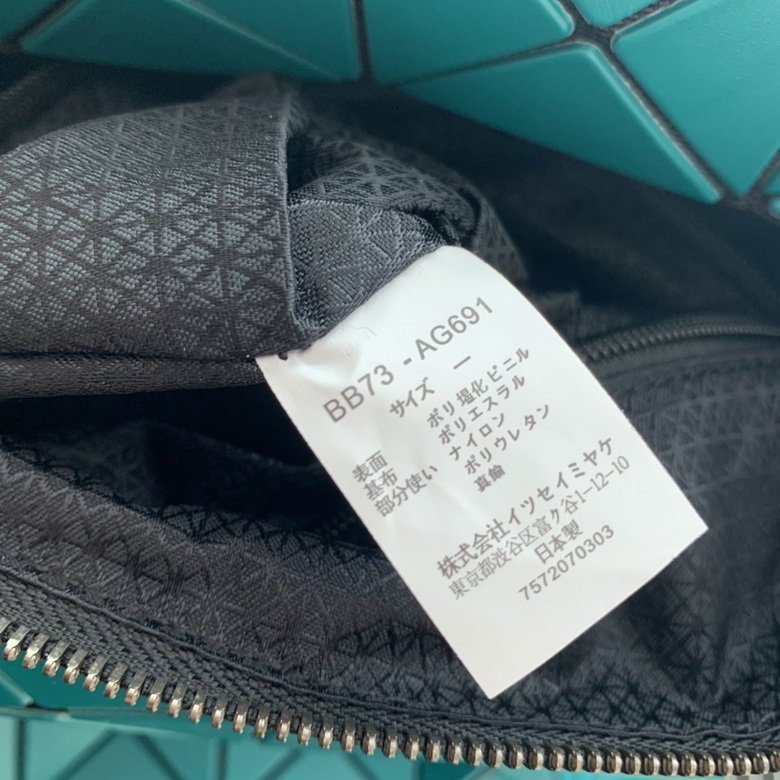 BB73 - AG691
サイズ ー
表面 ポリ塩化ビニル
基布 ポリエスラル
部分使い ナイロン
ポリウレタン
真鍮
株式会社イツセイミヤケ
東京都渋谷区富ケ谷1-12-10
日本製
7572070303